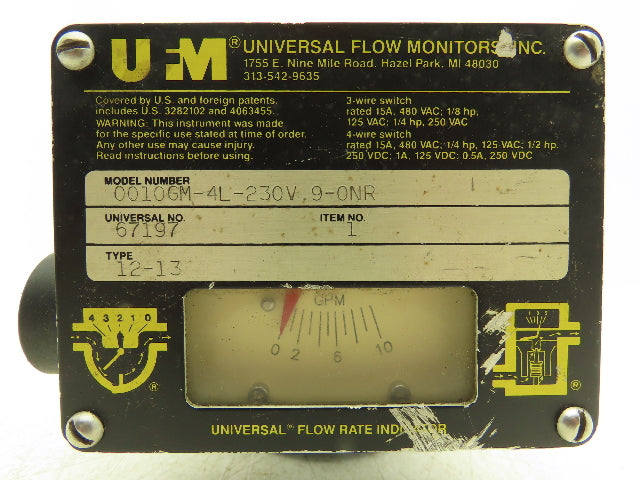 UFM® UNIVERSAL FLOW MONITORS, INC.
1755 E. Nine Mile Road. Hazel Park. MI 48030
313-542-9635
Covered by U.S. and foreign patents,
includes U.S. 3282102 and 4063455.
WARNING: This instrument was made
for the specific use stated at time of order.
Any other use may cause injury.
Read instructions before using.
3-wire switch
rated 15A, 480 VAC; 1/8 hp,
125 VAC; 1/4 hp, 250 VAC
4-wire switch
rated 15A, 480 VAC, 1/4 hp, 125 VAC; 1/2 hp,
250 VDC; 1A, 125 VDC; 0.5A, 250 VDC
MODEL NUMBER
0010GM-4L-230V.9-0NR
UNIVERSAL NO. ITEM NO.
67197 1
TYPE
12-13
GPM
0 2 6 10
4 3 2 1 0
®
®
UNIVERSAL® FLOW RATE INDICATOR